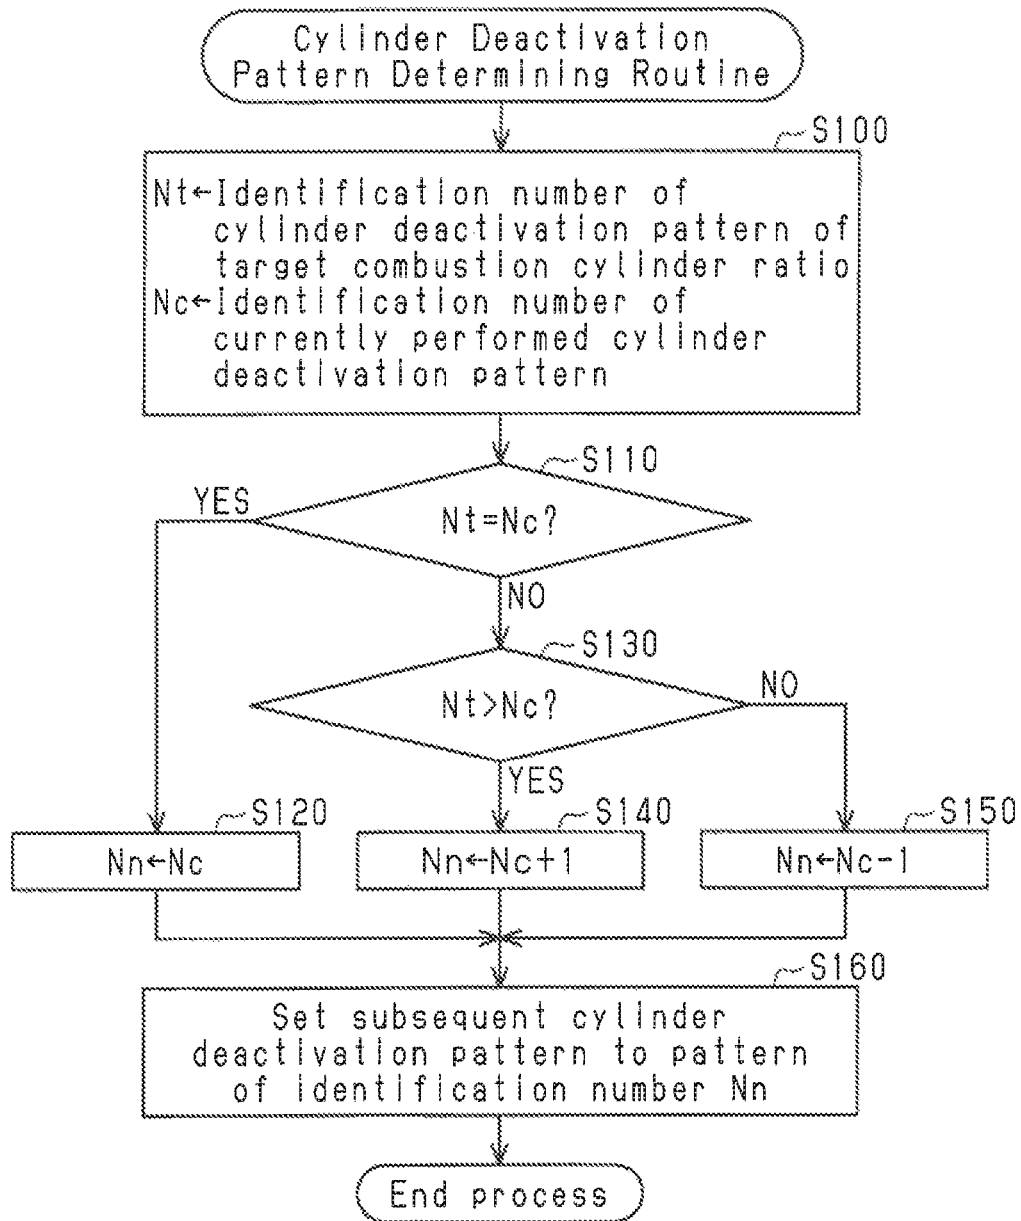 Cylinder Deactivation
Pattern Determining Routine
S100
Nt←Identification number of
cylinder deactivation pattern of
target combustion cylinder ratio
Nc←Identification number of
currently performed cylinder
deactivation pattern
S110
YES
Nt=Nc?
NO
S130
Nt>Nc?
NO
YES
S120
S140
S150
Nn←Nc
Nn←Nc+1
Nn←Nc-1
S160
Set subsequent cylinder
deactivation pattern to pattern
of identification number Nn
End process